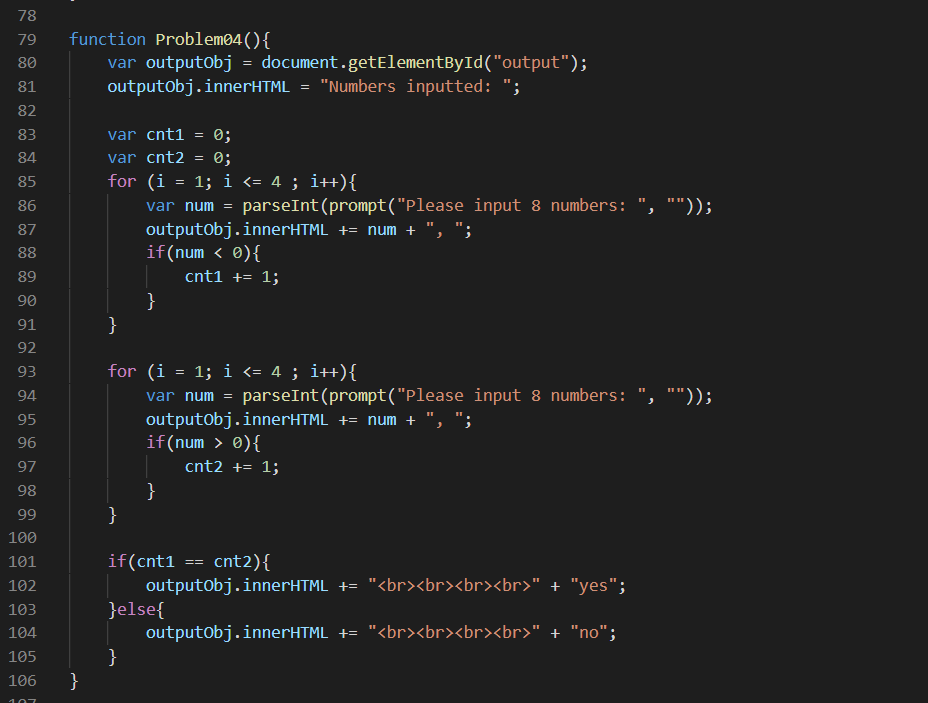 78
79 function Problem04(){
80 var outputObj = document.getElementById("output");
81 outputObj.innerHTML = "Numbers inputted: ";
82
83 var cnt1 = 0;
84 var cnt2 = 0;
85 for (i = 1; i <= 4 ; i++){
86 var num = parseInt(prompt("Please input 8 numbers: ", ""));
87 outputObj.innerHTML += num + ", ";
88 if(num < 0){
89 cnt1 += 1;
90 }
91 }
92
93 for (i = 1; i <= 4 ; i++){
94 var num = parseInt(prompt("Please input 8 numbers: ", ""));
95 outputObj.innerHTML += num + ", ";
96 if(num > 0){
97 cnt2 += 1;
98 }
99 }
100
101 if(cnt1 == cnt2){
102 outputObj.innerHTML += "<br><br><br><br>" + "yes";
103 }else{
104 outputObj.innerHTML += "<br><br><br><br>" + "no";
105 }
106 }
107